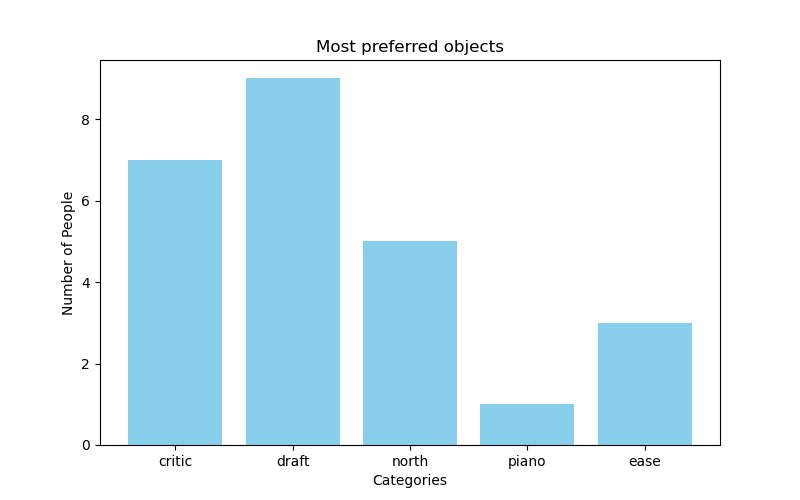 Most preferred objects
Number of People
8
6
4
2
0
critic draft north piano ease
Categories